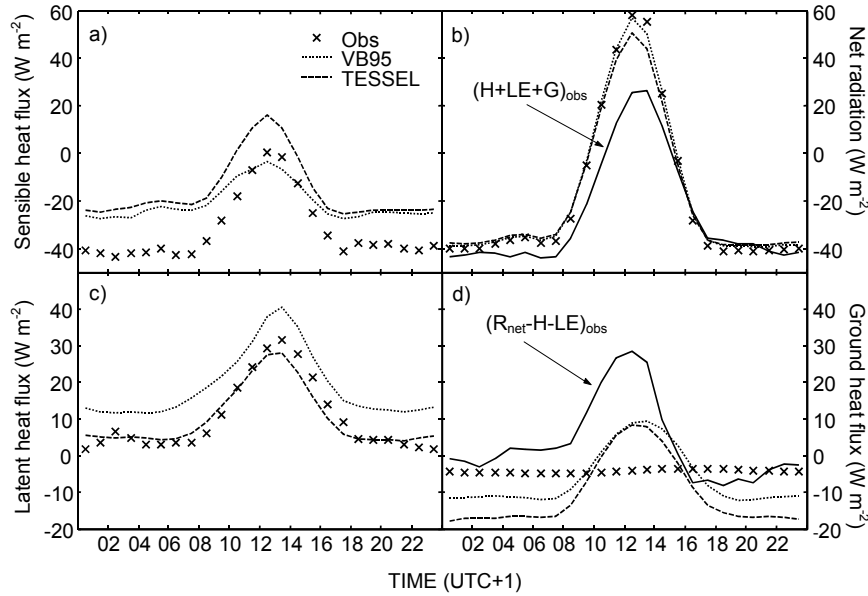 a)
× Obs
VB95
TESSEL
Sensible heat flux (W m-2)
60
40
20
0
-20
-40
b)
(H+LE+G)obs
Net radiation (W m-2)
60
40
20
0
-20
-40
c)
Latent heat flux (W m-2)
40
30
20
10
0
-10
-20
d)
(Rnet-H-LE)obs
Ground heat flux (W m-2)
40
30
20
10
0
-10
-20
02 04 06 08 10 12 14 16 18 20 22
02 04 06 08 10 12 14 16 18 20 22
TIME (UTC+1)